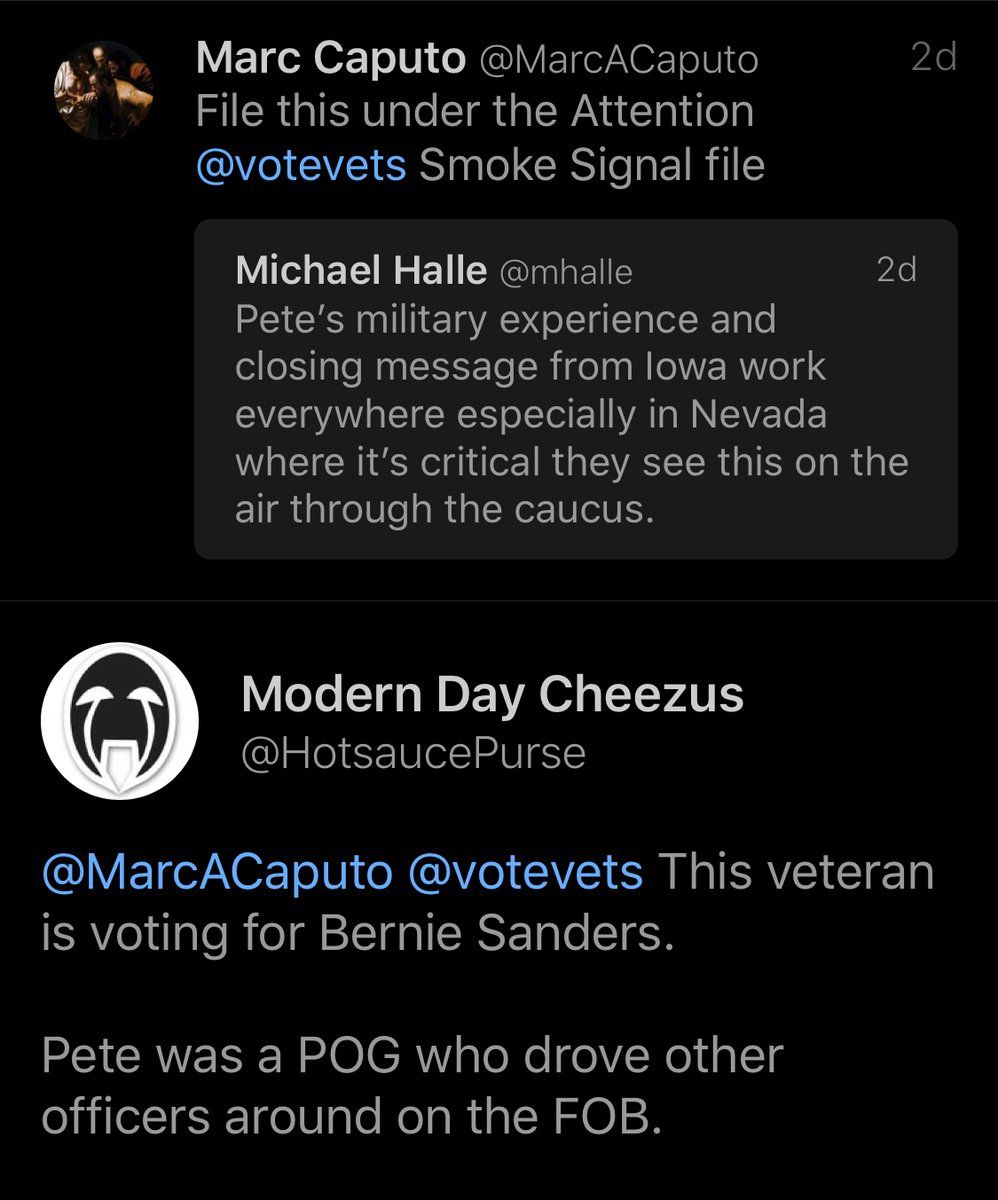 Marc Caputo @MarcACaputo 2d
File this under the Attention
@votevets Smoke Signal file
Michael Halle @mhalle 2d
Pete’s military experience and
closing message from Iowa work
everywhere especially in Nevada
where it’s critical they see this on the
air through the caucus.
Modern Day Cheezus
@HotsaucePurse
@MarcACaputo @votevets This veteran
is voting for Bernie Sanders.
Pete was a POG who drove other
officers around on the FOB.